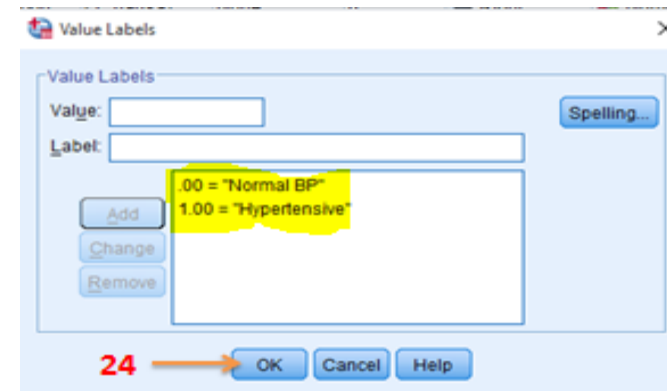 Value Labels
Value Labels
Value:
Spelling...
Label:
.00 = "Normal BP"
1.00 = "Hypertensive"
Add
Change
Remove
24
OK
Cancel
Help